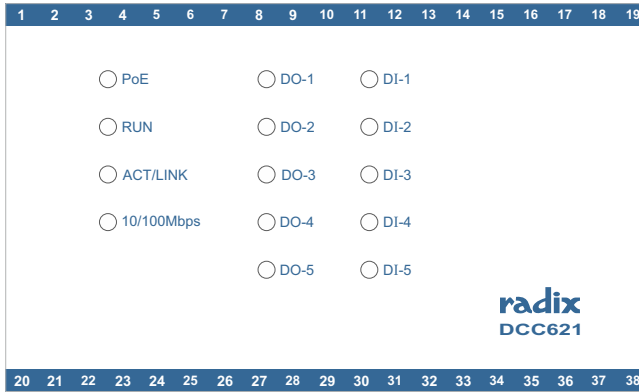 1 2 3 4 5 6 7 8 9 10 11 12 13 14 15 16 17 18 19
PoE DO-1 DI-1
RUN DO-2 DI-2
ACT/LINK DO-3 DI-3
10/100Mbps DO-4 DI-4
DO-5 DI-5
radix
DCC621
20 21 22 23 24 25 26 27 28 29 30 31 32 33 34 35 36 37 38